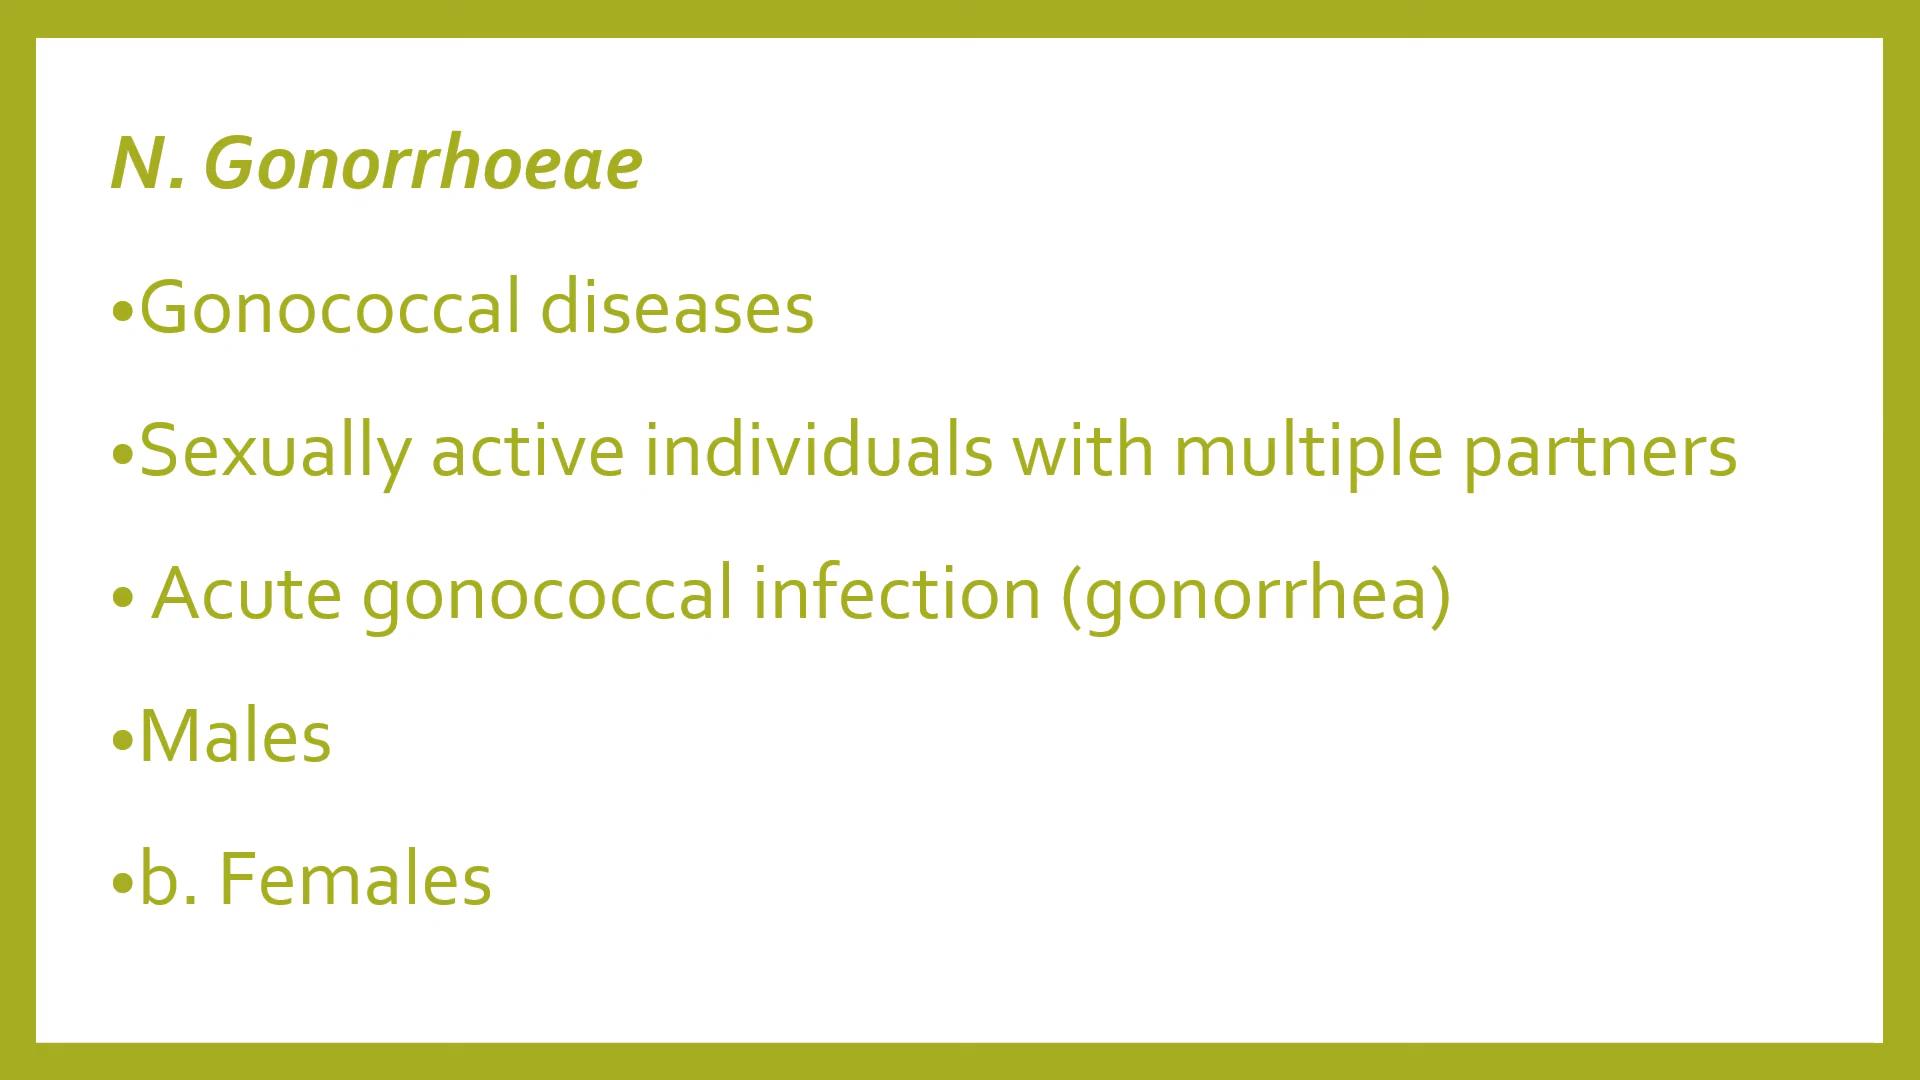 N. Gonorrhoeae
•Gonococcal diseases
•Sexually active individuals with multiple partners
• Acute gonococcal infection (gonorrhea)
•Males
•b. Females